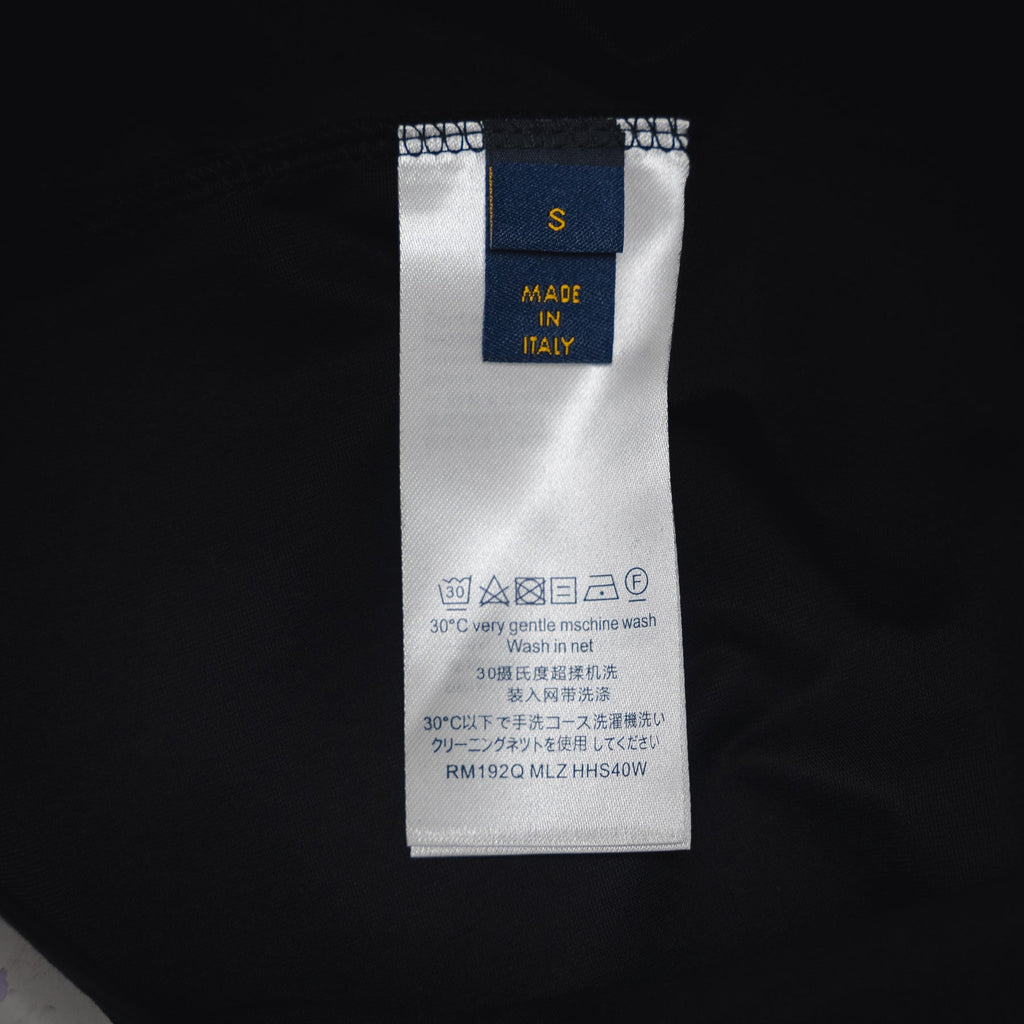 S
MADE
IN
ITALY
30 F
30°C very gentle mschine wash
Wash in net
30摄氏度超揉机洗
装入网带洗涤
30°C以下で手洗コース洗濯機洗い
クリーニングネツトを使用してください
RM192Q MLZ HHS40W